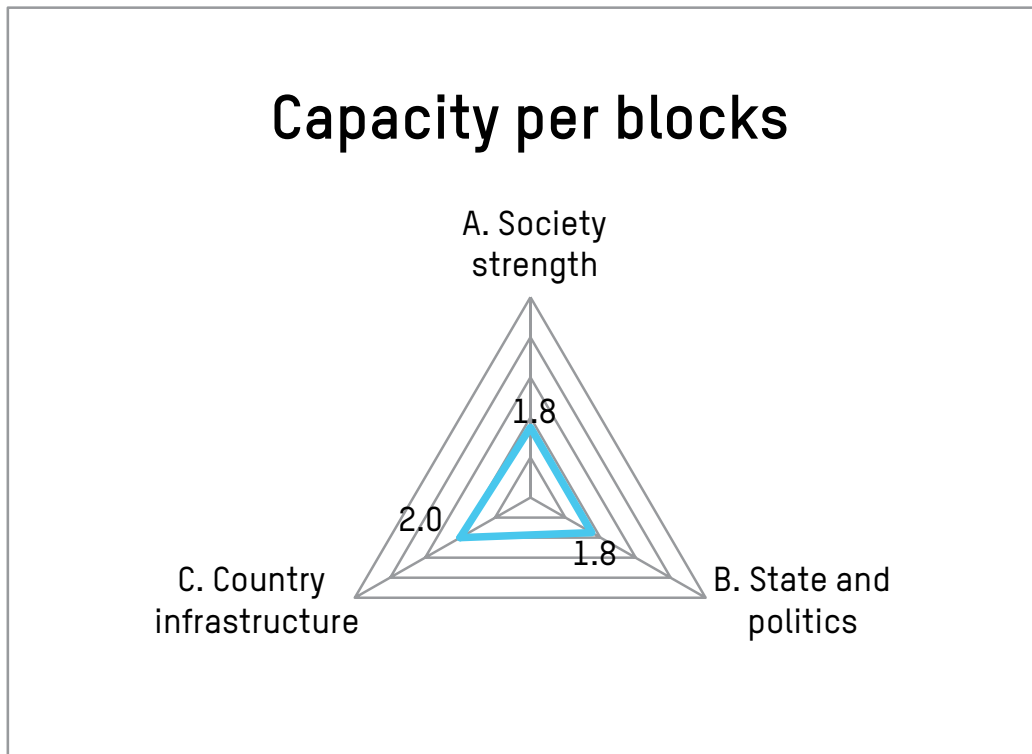 Capacity per blocks
A. Society
strength
1.8
2.0
1.8
C. Country
infrastructure
B. State and
politics